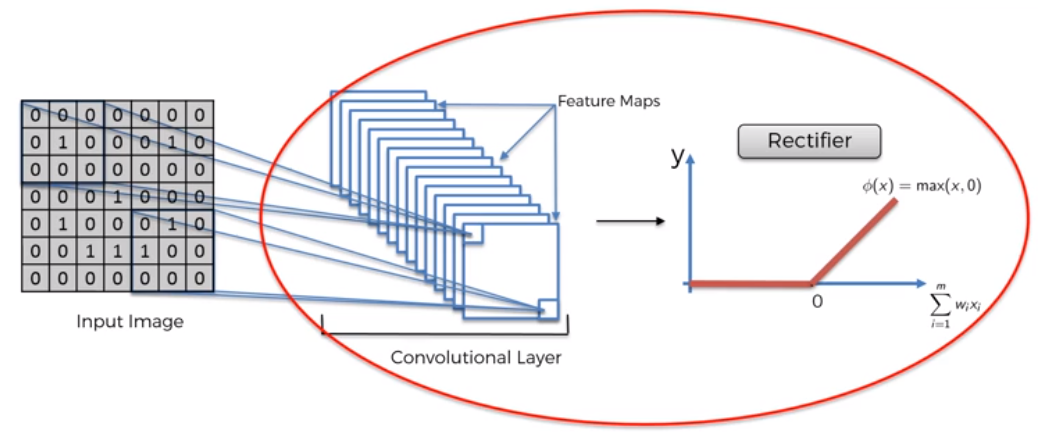 0 0 0 0 0 0 0
0 1 0 0 0 1 0
0 0 0 0 0 0 0
0 0 0 1 0 0 0
0 1 0 0 0 1 0
0 0 1 1 1 0 0
0 0 0 0 0 0 0
Input Image
Feature Maps
Convolutional Layer
Rectifier
y
ϕ(x) = max(x, 0)
0
m
∑ wᵢxᵢ
i=1